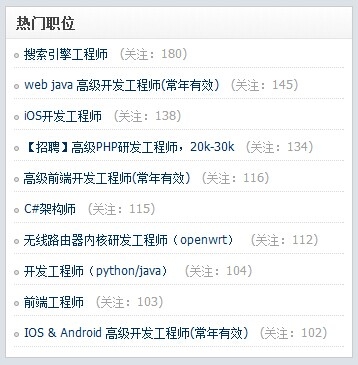 热门职位
搜索引擎工程师 (关注：180)
web java 高级开发工程师(常年有效) (关注：145)
iOS开发工程师 (关注：138)
【招聘】高级PHP研发工程师，20k-30k (关注：134)
高级前端开发工程师(常年有效) (关注：116)
C#架构师 (关注：115)
无线路由器内核研发工程师（openwrt） (关注：112)
开发工程师（python/java） (关注：104)
前端工程师 (关注：103)
IOS & Android 高级开发工程师(常年有效) (关注：102)